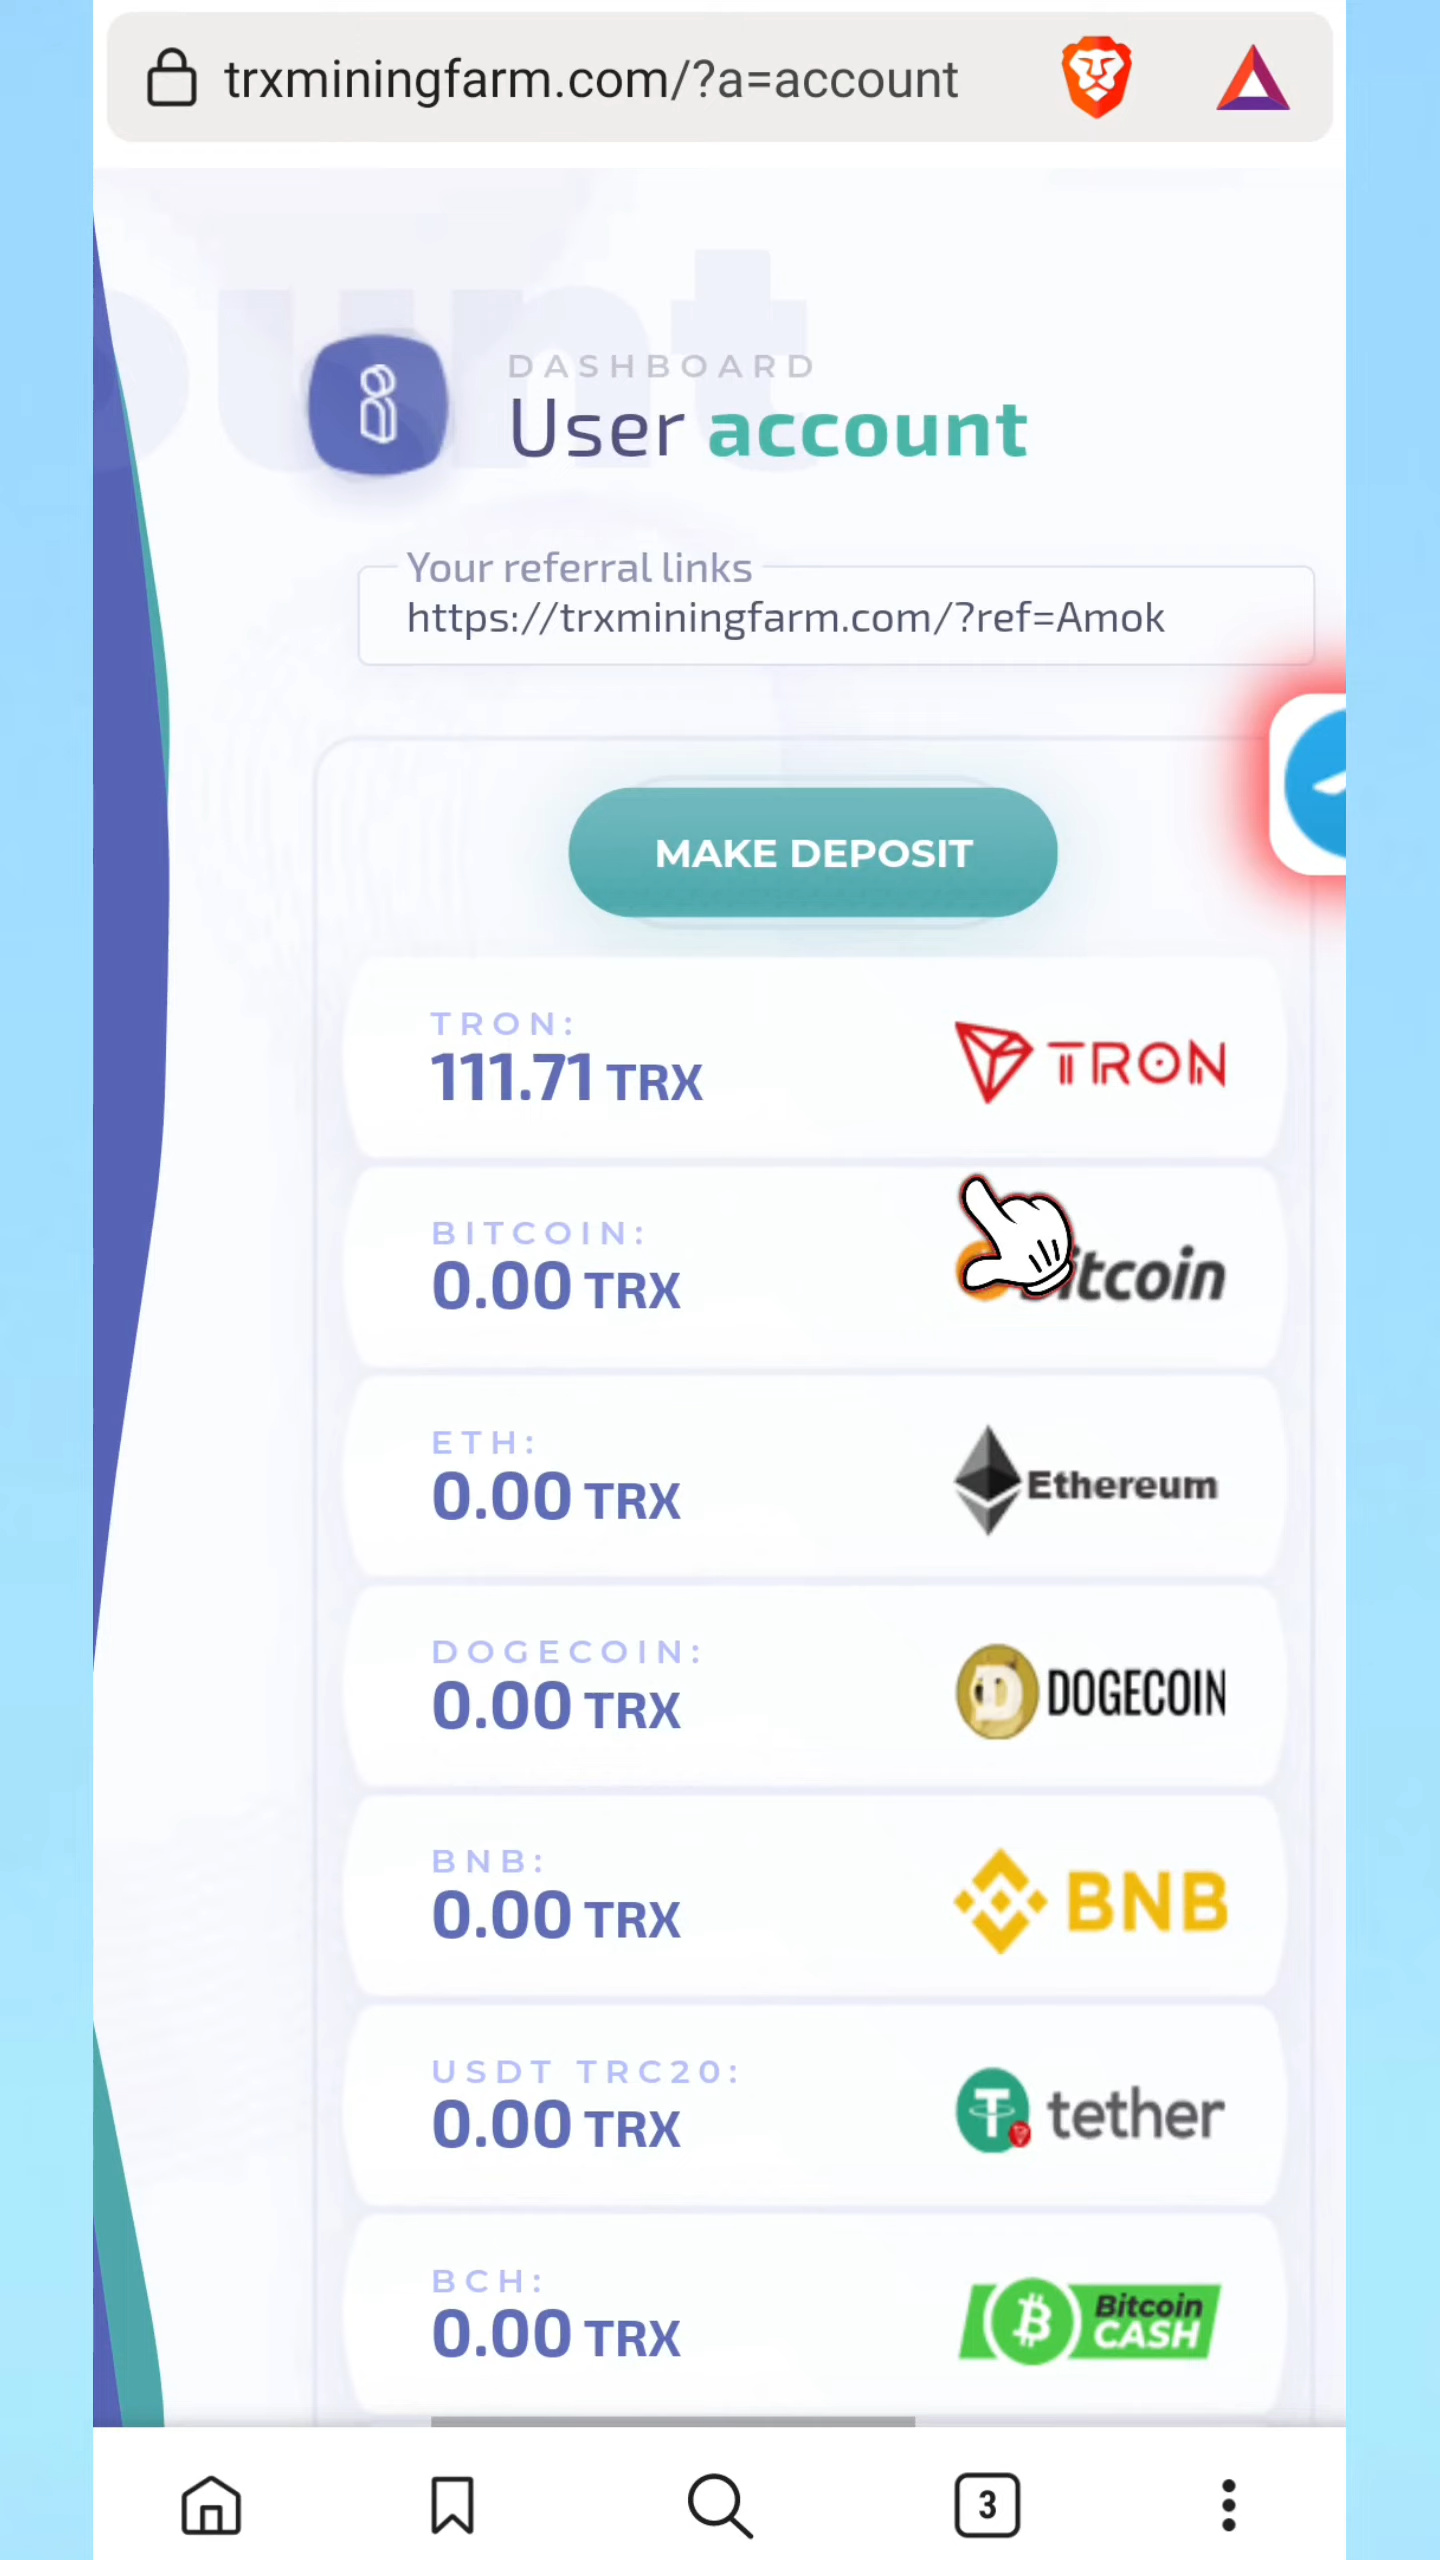 trxminingfarm.com/?a=account
DASHBOARD
User account
Your referral links
https://trxminingfarm.com/?ref=Amok
MAKE DEPOSIT
TRON:
111.71 TRX
TRON
BITCOIN:
0.00 TRX
itcoin
ETH:
0.00 TRX
Ethereum
DOGECOIN:
0.00 TRX
DOGECOIN
BNB:
0.00 TRX
BNB
USDT TRC20:
0.00 TRX
tether
BCH:
0.00 TRX
Bitcoin
CASH
3